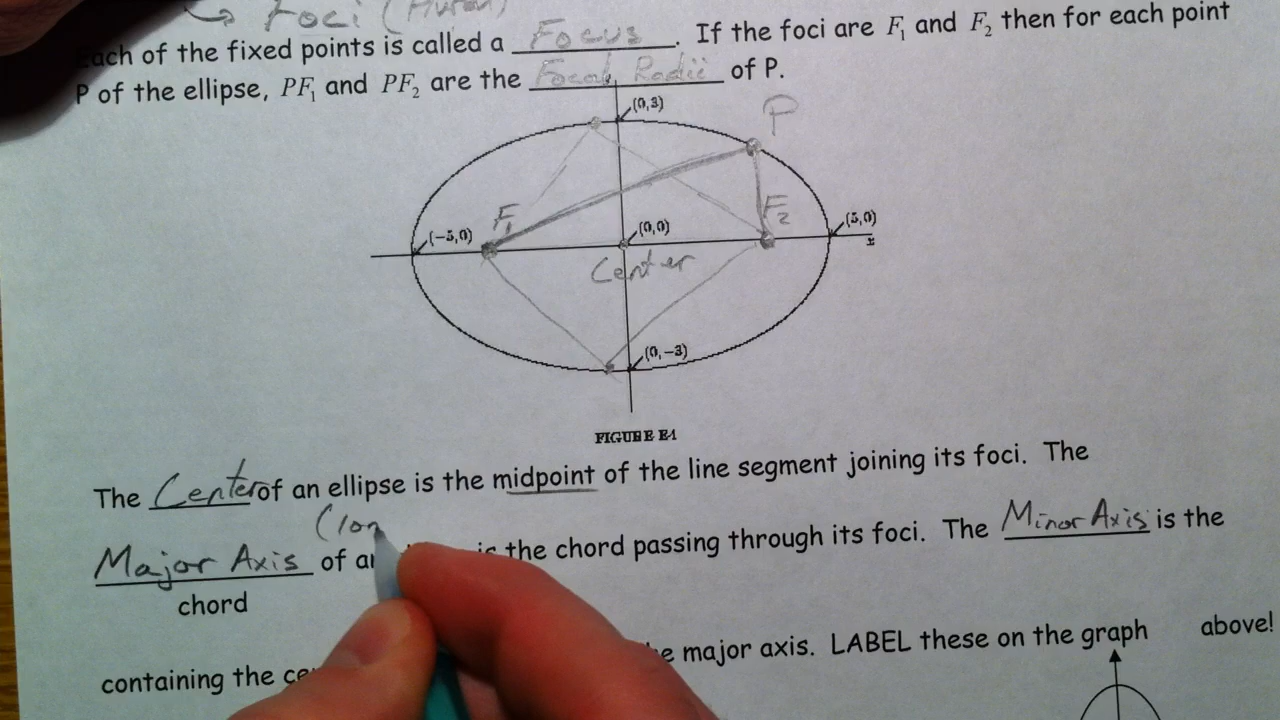 Foci (
ach of the fixed points is called a Focus. If the foci are F₁ and F₂ then for each point
P of the ellipse, PF₁ and PF₂ are the Focal Radii of P.
(0,3)
P
F₁
F₂
(-5,0)
(0,0)
(5,0)
x
Center
(0,-3)
FIGURE E-1
The Center of an ellipse is the midpoint of the line segment joining its foci. The
(lon
Major Axis of an is the chord passing through its foci. The Minor Axis is the
chord
containing the major axis. LABEL these on the graph above!